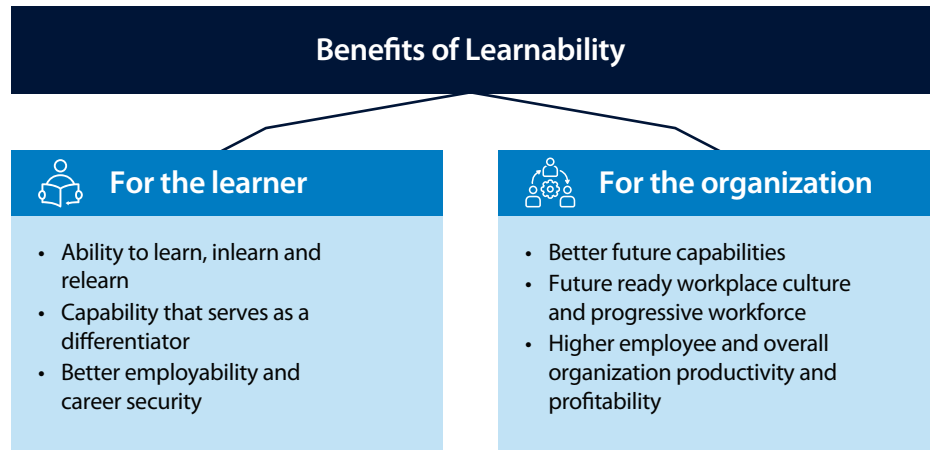 Benefits of Learnability
For the learner
• Ability to learn, inlearn and
relearn
• Capability that serves as a
differentiator
• Better employability and
career security
For the organization
• Better future capabilities
• Future ready workplace culture
and progressive workforce
• Higher employee and overall
organization productivity and
profitability